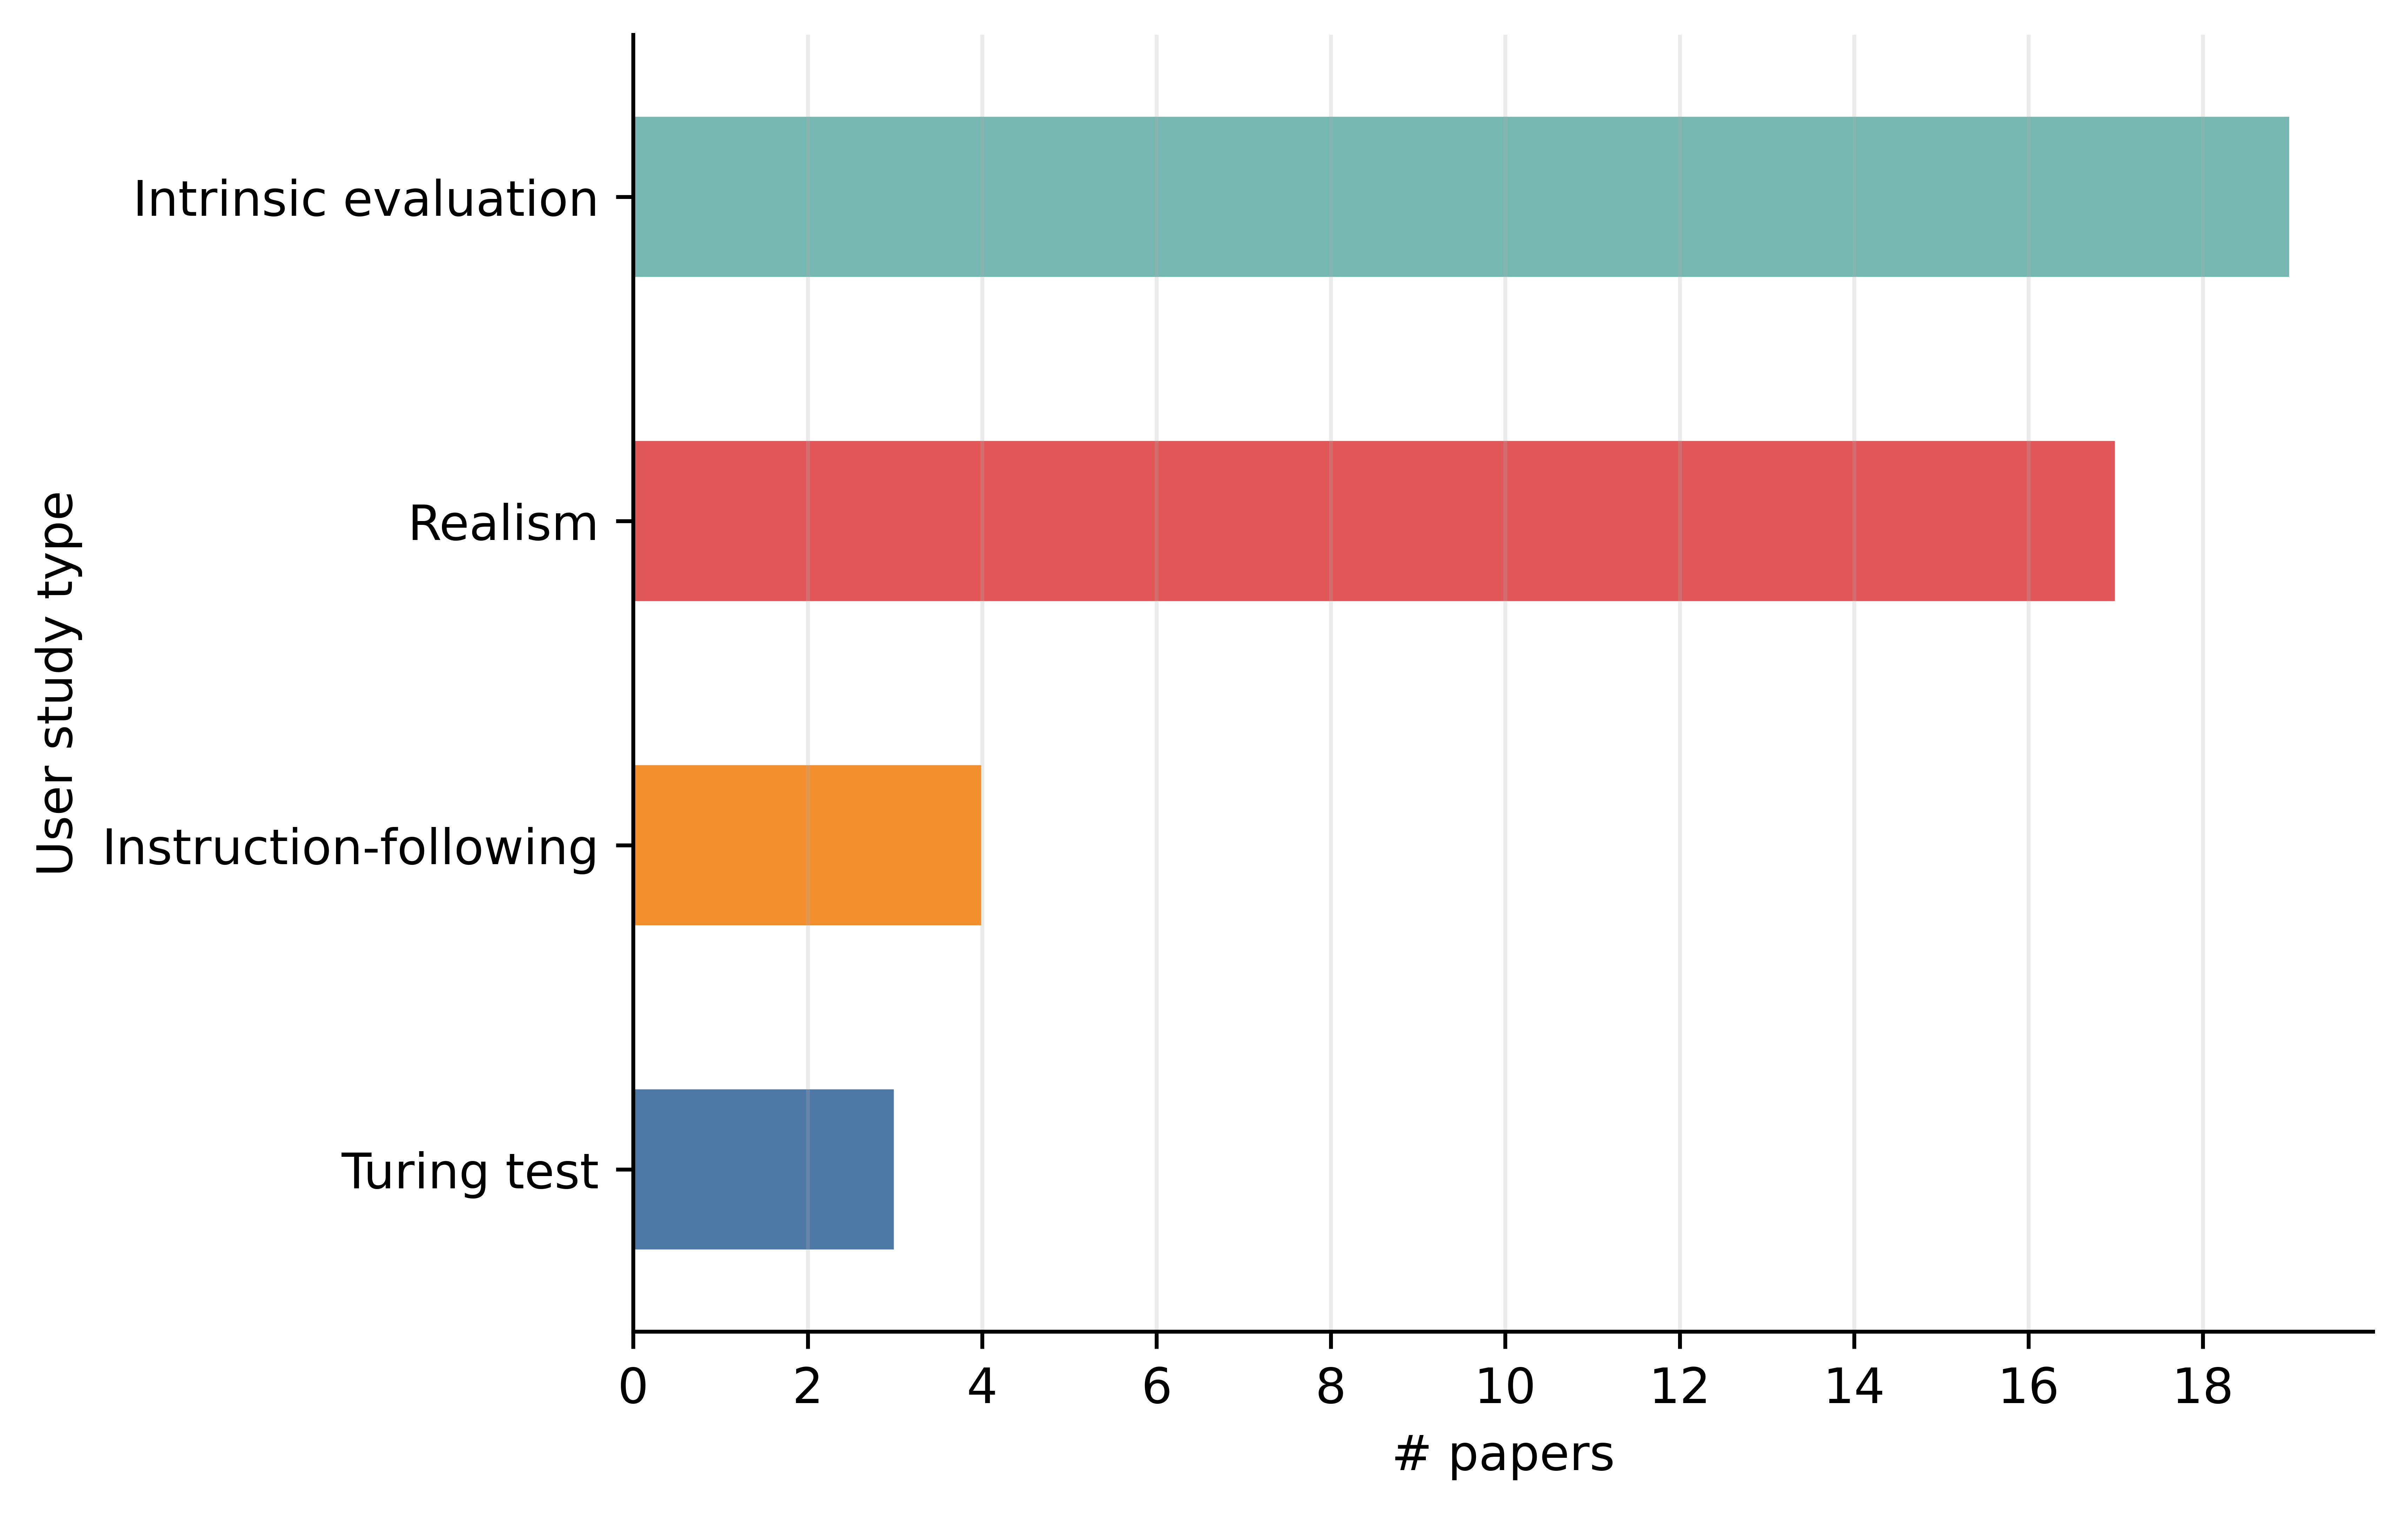 Intrinsic evaluation
Realism
Instruction-following
Turing test
User study type
0 2 4 6 8 10 12 14 16 18
# papers